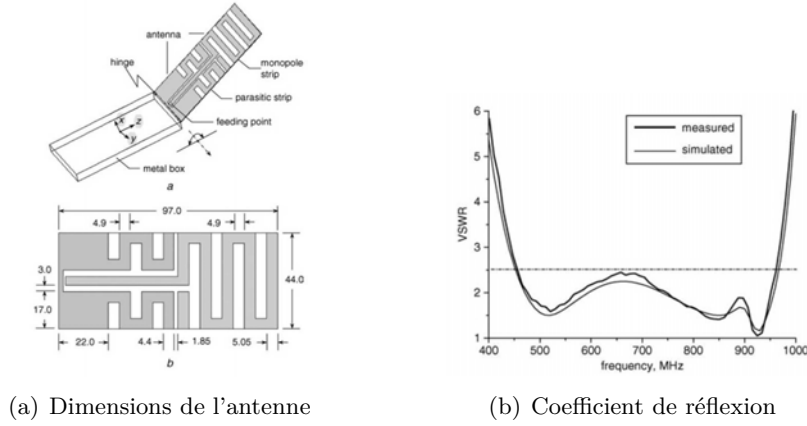 antenna
hinge
monopole
strip
parasitic strip
feeding point
x
z
y
metal box
a
97.0
4.9
4.9
3.0
44.0
17.0
22.0
4.4
1.85
5.05
b
(a) Dimensions de l'antenne
6
5
4
3
2
1
VSWR
measured
simulated
400 500 600 700 800 900 1000
frequency, MHz
(b) Coefficient de réflexion